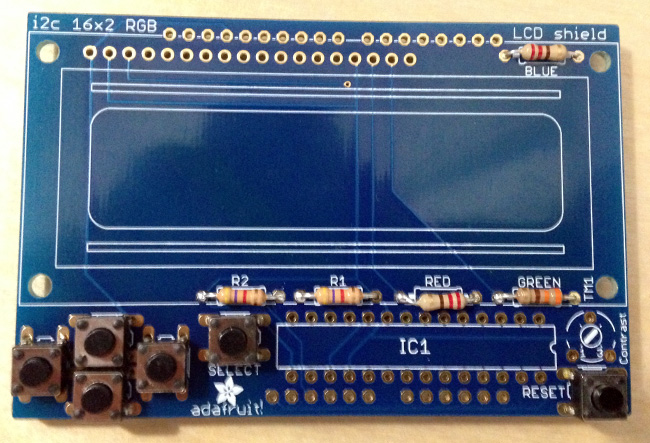 i2c 16x2 RGB
LCD shield
BLUE
R2
R1
RED
GREEN
TM1
Contrast
IC1
SELECT
adafruit!
RESET